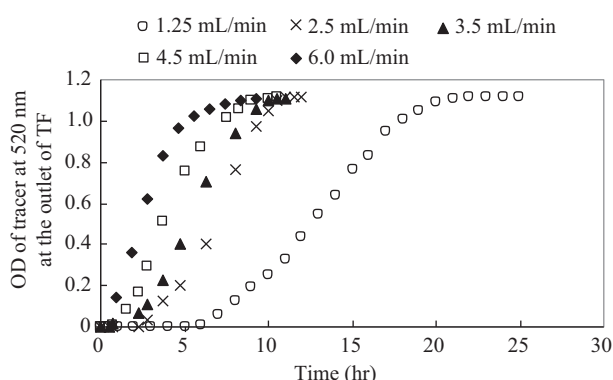 1.25 mL/min 2.5 mL/min 3.5 mL/min
4.5 mL/min 6.0 mL/min
OD of tracer at 520 nm
at the outlet of TF
1.2
1.0
0.8
0.6
0.4
0.2
0
0 5 10 15 20 25 30
Time (hr)